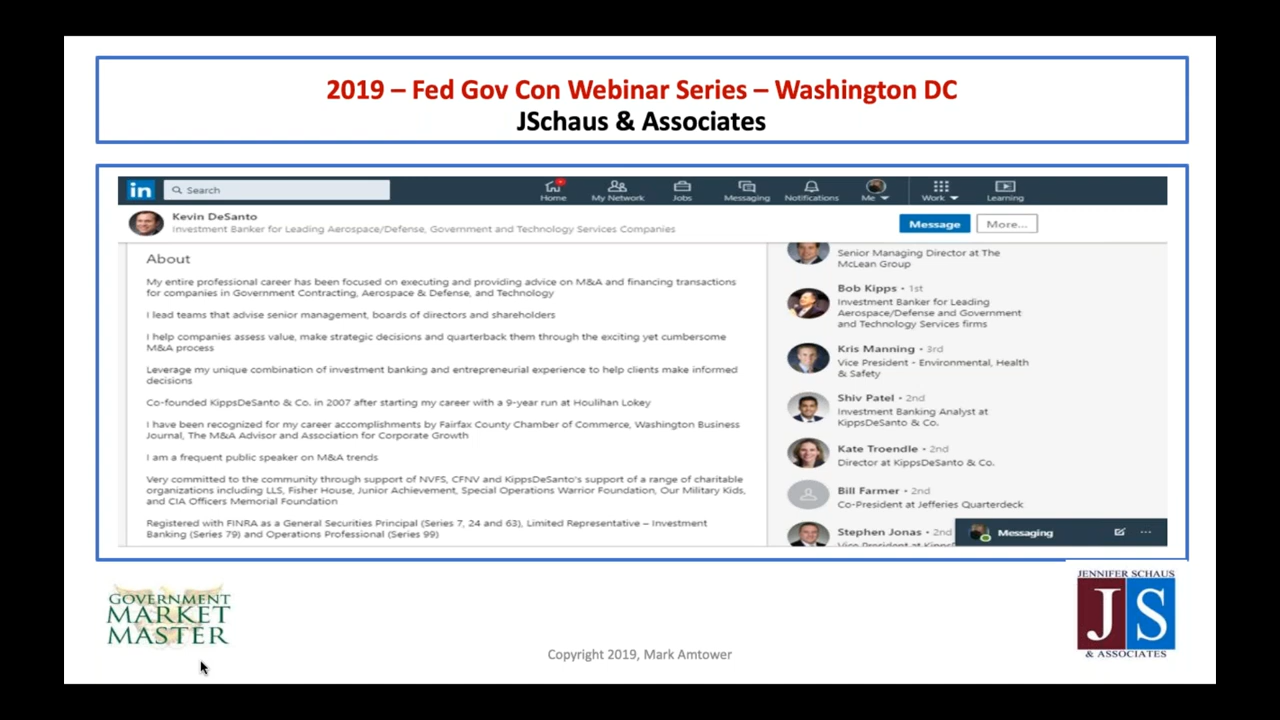 2019 – Fed Gov Con Webinar Series – Washington DC
JSchaus & Associates
in
Search
Home
My Network
Jobs
Messaging
Notifications
Me
Work
Learning
Kevin DeSanto
Investment Banker for Leading Aerospace/Defense, Government and Technology Services Companies
Message
More...
About
My entire professional career has been focused on executing and providing advice on M&A and financing transactions
for companies in Government Contracting, Aerospace & Defense, and Technology
I lead teams that advise senior management, boards of directors and shareholders
I help companies assess value, make strategic decisions and quarterback them through the exciting yet cumbersome
M&A process
Leverage my unique combination of investment banking and entrepreneurial experience to help clients make informed
decisions
Co-founded KippsDeSanto & Co. in 2007 after starting my career with a 9-year run at Houlihan Lokey
I have been recognized for my career accomplishments by Fairfax County Chamber of Commerce, Washington Business
Journal, The M&A Advisor and Association for Corporate Growth
I am a frequent public speaker on M&A trends
Very committed to the community through support of NVFS, CFNV and KippsDeSanto's support of a range of charitable
organizations including LLS, Fisher House, Junior Achievement, Special Operations Warrior Foundation, Our Military Kids,
and CIA Officers Memorial Foundation
Registered with FINRA as a General Securities Principal (Series 7, 24 and 63), Limited Representative – Investment
Banking (Series 79) and Operations Professional (Series 99)
Senior Managing Director at The
McLean Group
Bob Kipps • 1st
Investment Banker for Leading
Aerospace/Defense and Government
and Technology Services firms
Kris Manning • 3rd
Vice President - Environmental, Health
& Safety
Shiv Patel • 2nd
Investment Banking Analyst at
KippsDeSanto & Co.
Kate Troendle • 2nd
Director at KippsDeSanto & Co.
Bill Farmer • 2nd
Co-President at Jefferies Quarterdeck
Stephen Jonas • 2nd
Vice President at
Messaging
...
GOVERNMENT
MARKET
MASTER
Copyright 2019, Mark Amtower
JENNIFER SCHAUS
JS
& ASSOCIATES